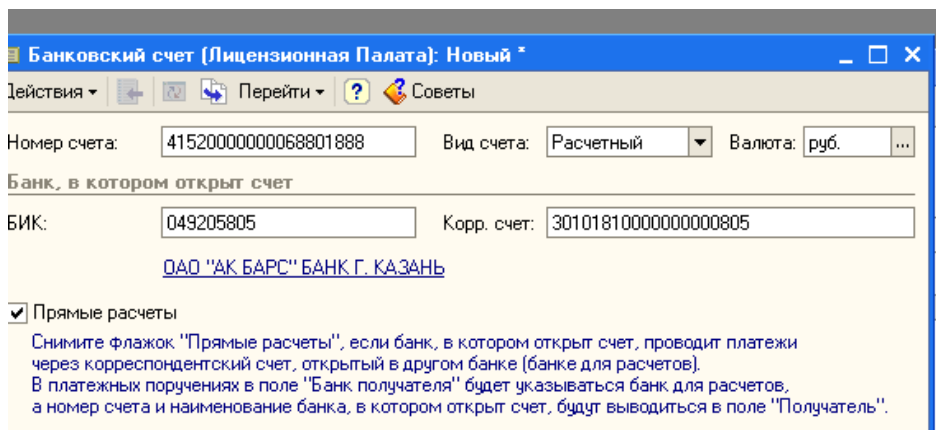 Банковский счет (Лицензионная Палата): Новый *
Действия Перейти ? Советы
Номер счета: 41520000000068801888 Вид счета: Расчетный Валюта: руб. ...
Банк, в котором открыт счет
БИК: 049205805 Корр. счет: 30101810000000000805
ОАО "АК БАРС" БАНК Г. КАЗАНЬ
Прямые расчеты
Снимите флажок "Прямые расчеты", если банк, в котором открыт счет, проводит платежи
через корреспондентский счет, открытый в другом банке (банке для расчетов).
В платежных поручениях в поле "Банк получателя" будет указываться банк для расчетов,
а номер счета и наименование банка, в котором открыт счет, будут выводиться в поле "Получатель".